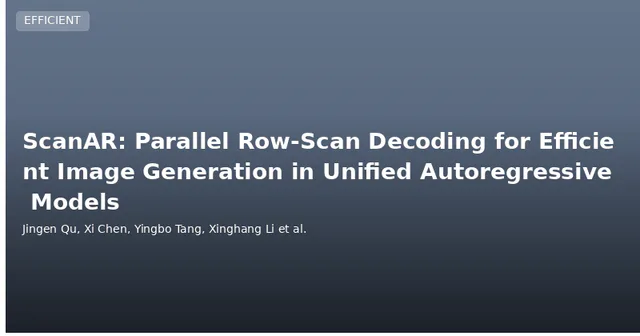 EFFICIENT
ScanAR: Parallel Row-Scan Decoding for Efficie
nt Image Generation in Unified Autoregressive
Models
Jingen Qu, Xi Chen, Yingbo Tang, Xinghang Li et al.